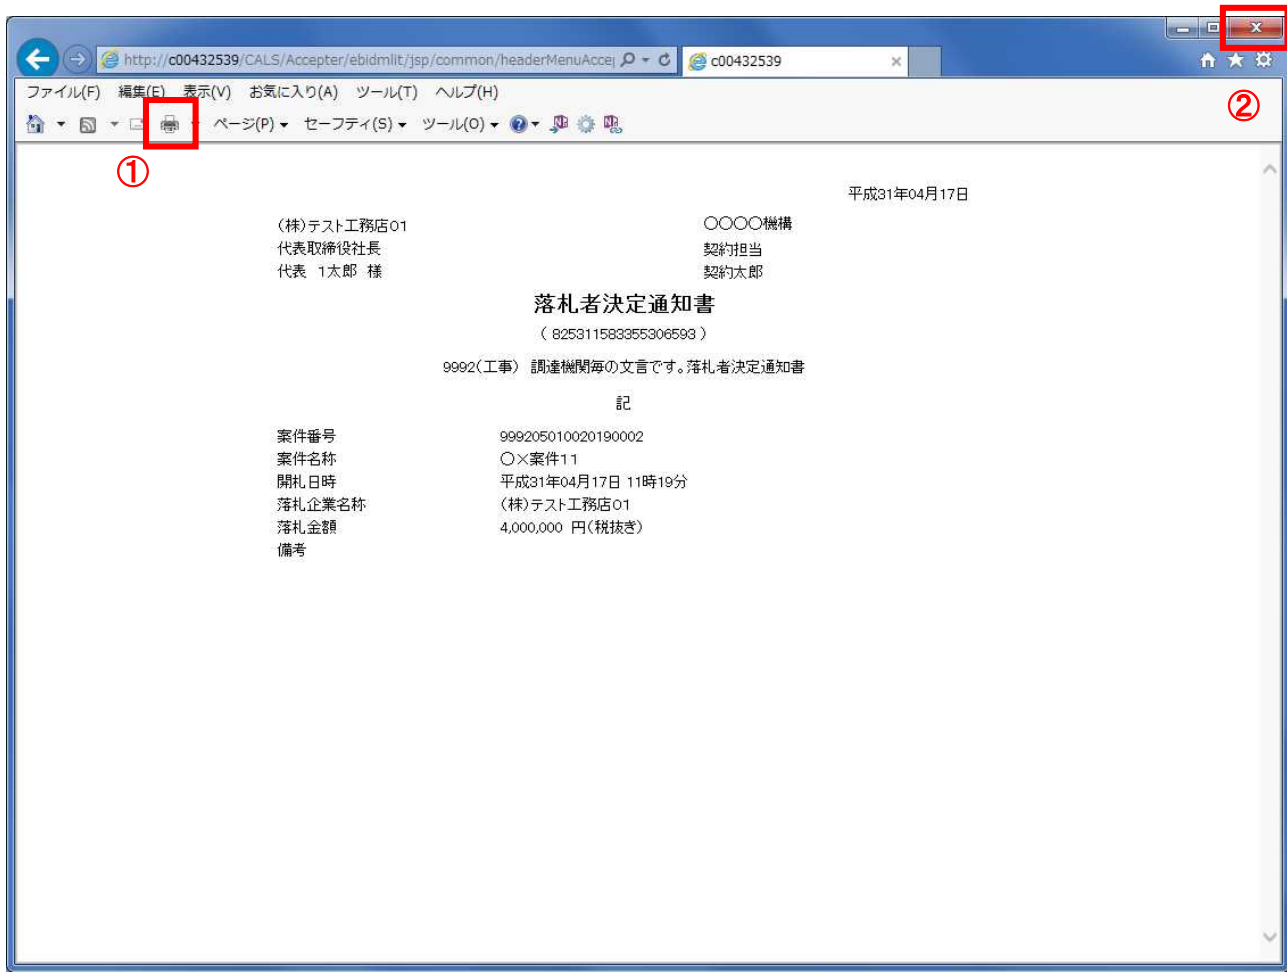 http://c00432539/CALS/Accepter/ebidmlit/jsp/common/headerMenuAccej
c00432539
ファイル(F) 編集(E) 表示(V) お気に入り(A) ツール(T) ヘルプ(H)
②
ページ(P) セーフティ(S) ツール(O)
①
平成31年04月17日
(株)テスト工務店01
〇〇〇〇機構
代表取締役社長
契約担当
代表 1太郎 様
契約太郎
落札者決定通知書
( 825311583355306593 )
9992(工事) 調達機関毎の文言です。落札者決定通知書
記
案件番号 999205010020190002
案件名称 〇×案件11
開札日時 平成31年04月17日 11時19分
落札企業名称 (株)テスト工務店01
落札金額 4,000,000 円(税抜き)
備考